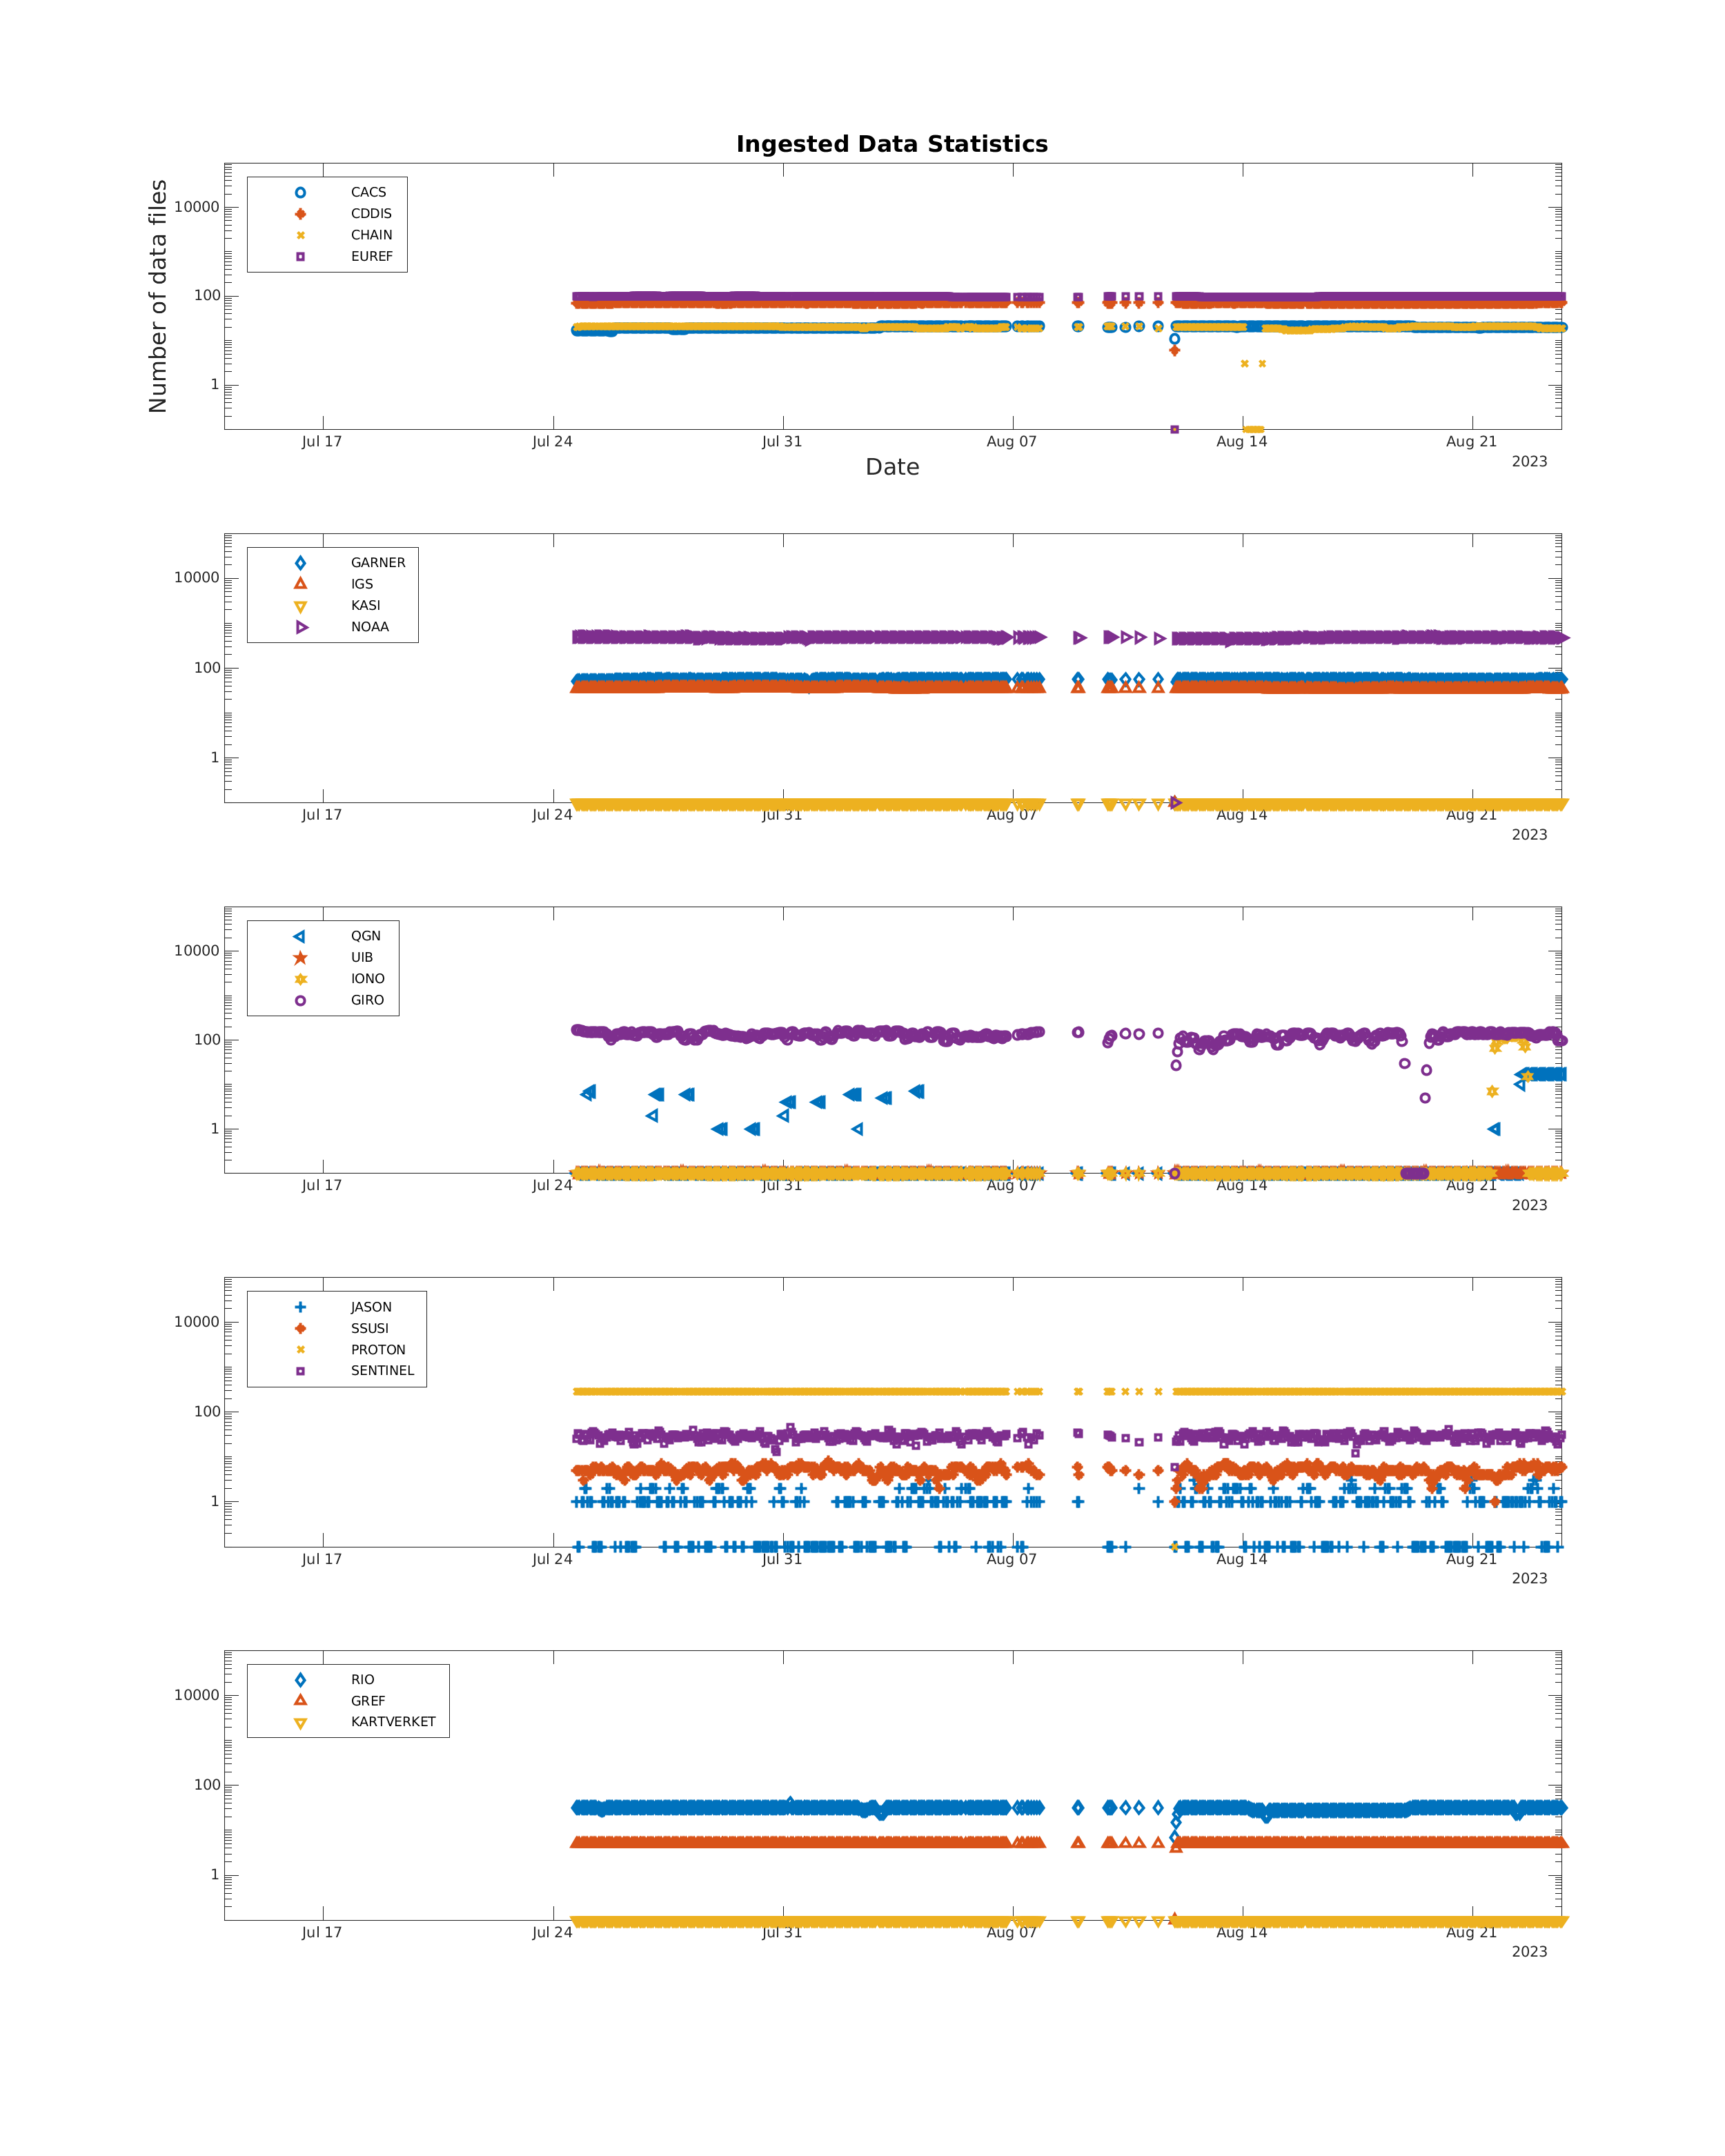 Ingested Data Statistics
Number of data files
10000
100
1
CACS
CDDIS
CHAIN
EUREF
Jul 17 Jul 24 Jul 31 Aug 07 Aug 14 Aug 21
2023
Date
10000
100
1
GARNER
IGS
KASI
NOAA
Jul 17 Jul 24 Jul 31 Aug 07 Aug 14 Aug 21
2023
10000
100
1
QGN
UIB
IONO
GIRO
Jul 17 Jul 24 Jul 31 Aug 07 Aug 14 Aug 21
2023
10000
100
1
JASON
SSUSI
PROTON
SENTINEL
Jul 17 Jul 24 Jul 31 Aug 07 Aug 14 Aug 21
2023
10000
100
1
RIO
GREF
KARTVERKET
Jul 17 Jul 24 Jul 31 Aug 07 Aug 14 Aug 21
2023